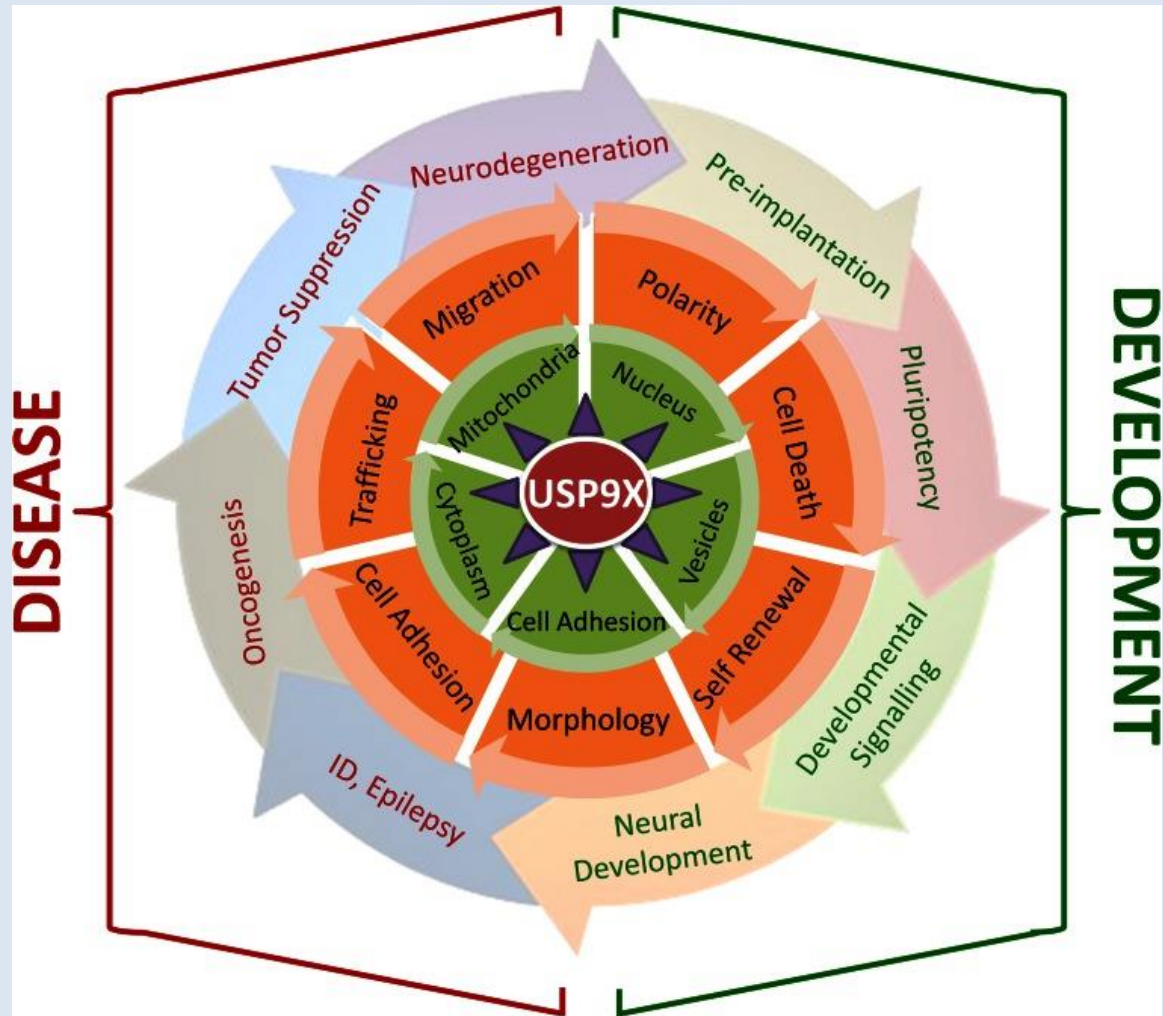 DISEASE
DEVELOPMENT
Neurodegeneration
Pre-implantation
Pluripotency
Developmental
Signalling
Neural
Development
ID, Epilepsy
Oncogenesis
Tumor Suppression
Migration
Polarity
Cell Death
Self Renewal
Morphology
Cell Adhesion
Trafficking
Mitochondria
Nucleus
Vesicles
Cell Adhesion
Cytoplasm
USP9X